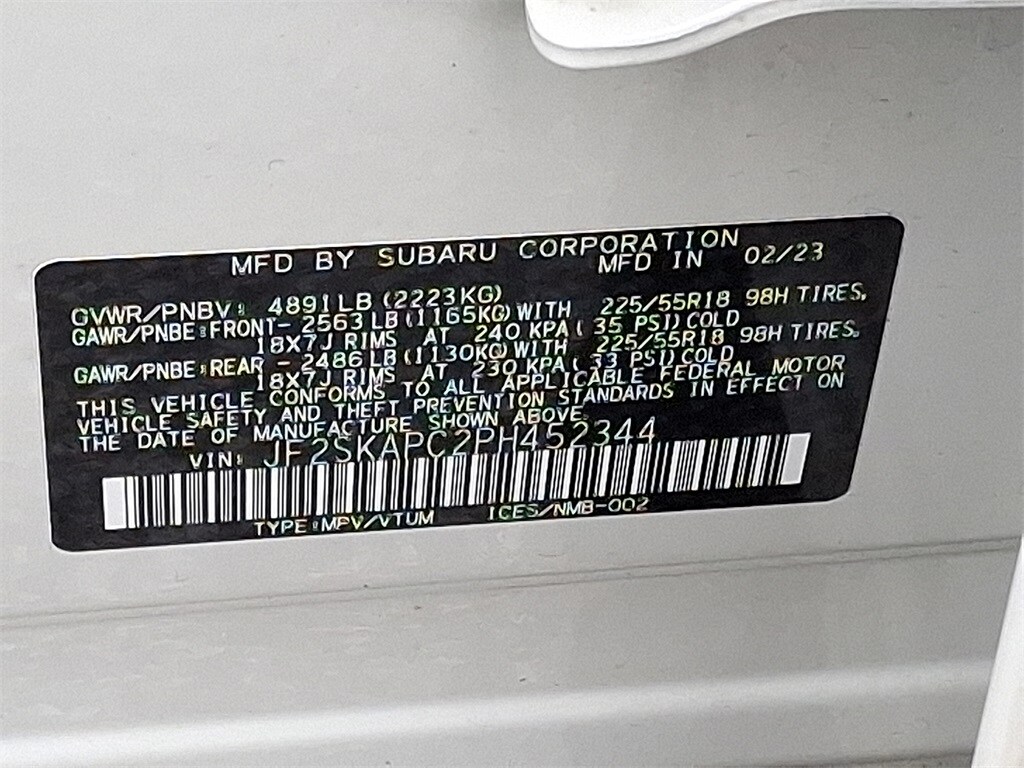 MFD BY SUBARU CORPORATION
MFD IN 02/23
GVWR/PNBV: 4891LB (2223KG)
GAWR/PNBE:FRONT- 2563LB(1165KG)WITH 225/55R18 98H TIRES,
18X7J RIMS AT 240 KPA( 35 PSI)COLD
GAWR/PNBE:REAR - 2486LB(1130KG)WITH 225/55R18 98H TIRES,
18X7J RIMS AT 230 KPA( 33 PSI)COLD
THIS VEHICLE CONFORMS TO ALL APPLICABLE FEDERAL MOTOR
VEHICLE SAFETY AND THEFT PREVENTION STANDARDS IN EFFECT ON
THE DATE OF MANUFACTURE SHOWN ABOVE.
VIN: JF2SKAPC2PH452344
TYPE:MPV/VTUM ICES/NMB-002